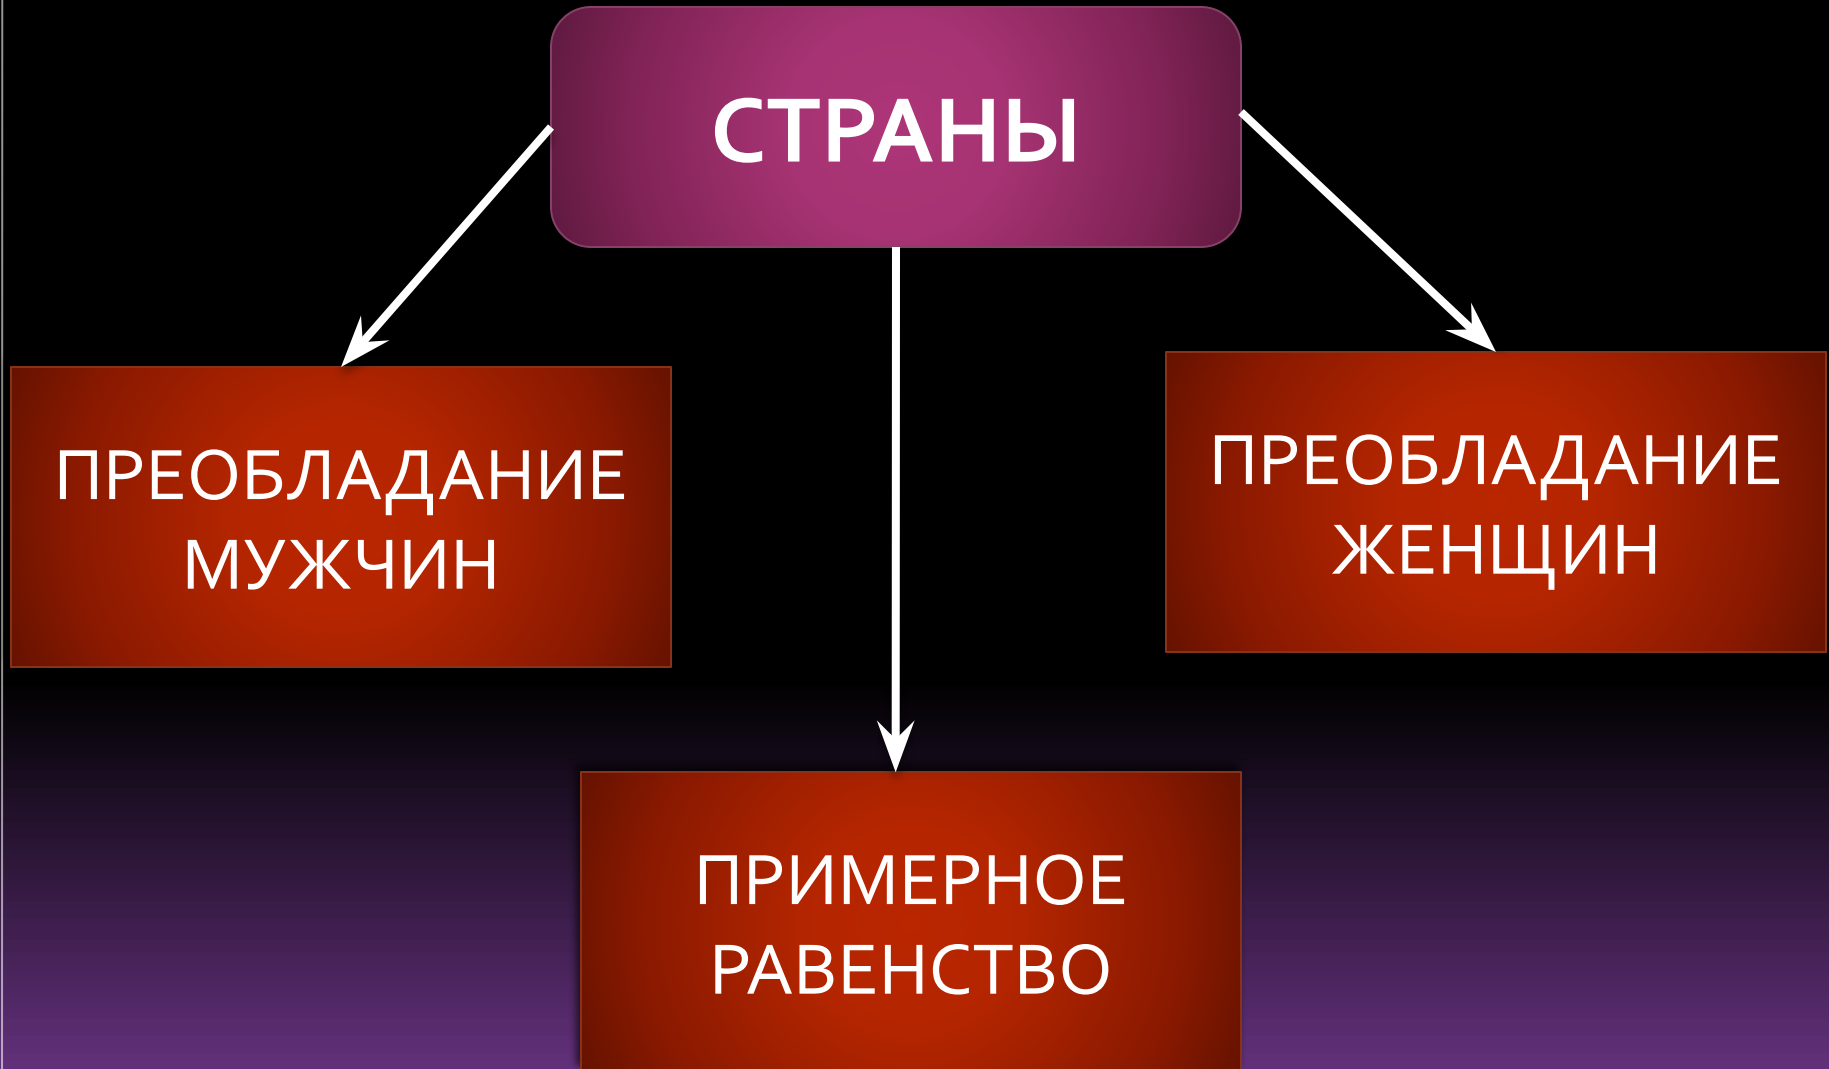 СТРАНЫ
ПРЕОБЛАДАНИЕ
МУЖЧИН
ПРЕОБЛАДАНИЕ
ЖЕНЩИН
ПРИМЕРНОЕ
РАВЕНСТВО